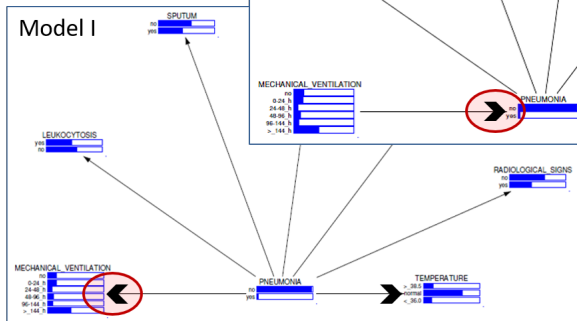 Model I
SPUTUM
no
yes
MECHANICAL_VENTILATION
no
0-24_h
24-48_h
48-96_h
96-144_h
>_144_h
PNEUMONIA
no
yes
LEUKOCYTOSIS
yes
no
RADIOLOGICAL_SIGNS
no
yes
MECHANICAL_VENTILATION
no
0-24_h
24-48_h
48-96_h
96-144_h
>_144_h
PNEUMONIA
no
yes
TEMPERATURE
>_38.5
normal
<_36.0